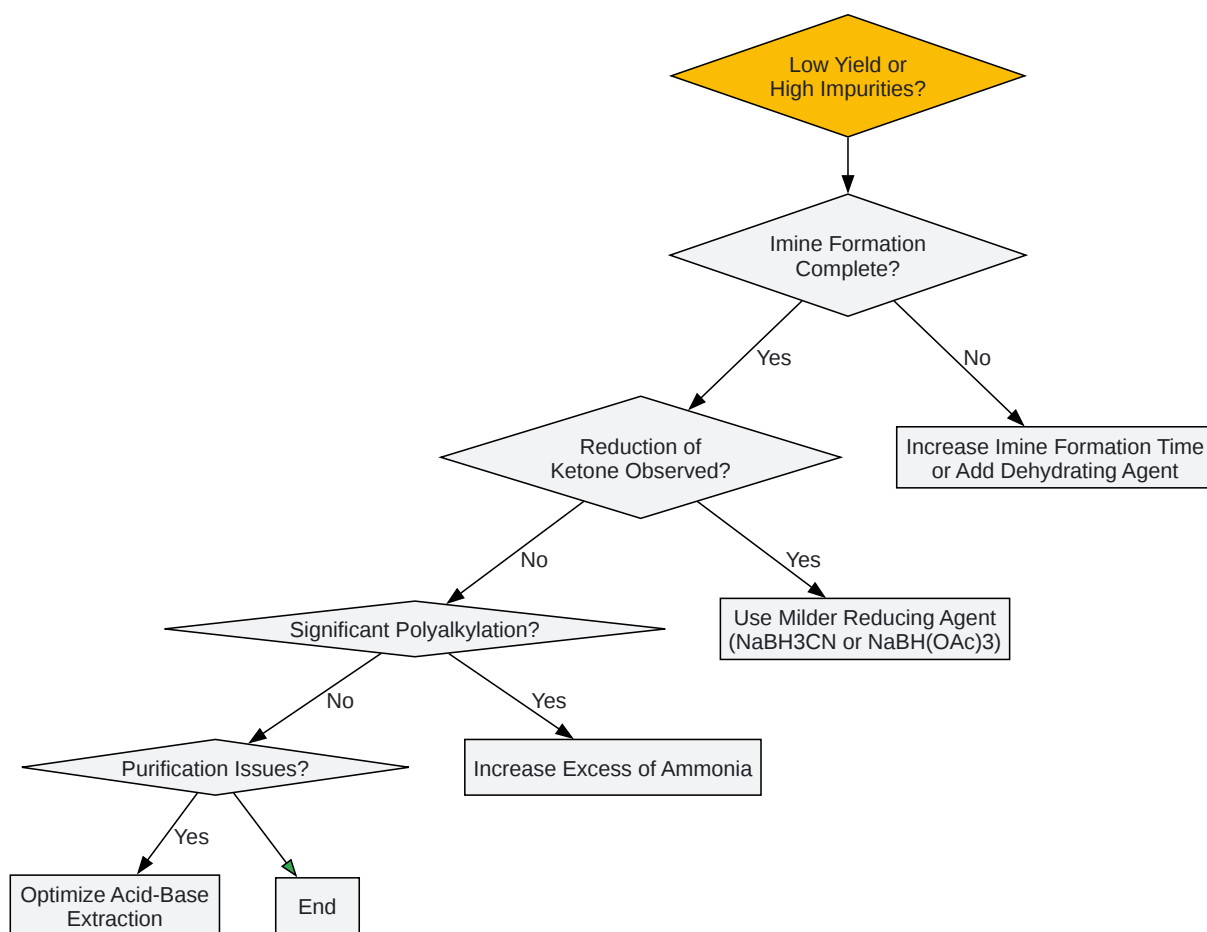 Low Yield or
High Impurities?
Imine Formation
Complete?
Yes
No
Reduction of
Ketone Observed?
Increase Imine Formation Time
or Add Dehydrating Agent
No
Yes
Significant Polyalkylation?
Use Milder Reducing Agent
(NaBH3CN or NaBH(OAc)3)
No
Yes
Purification Issues?
Increase Excess of Ammonia
Yes
Optimize Acid-Base
Extraction
End